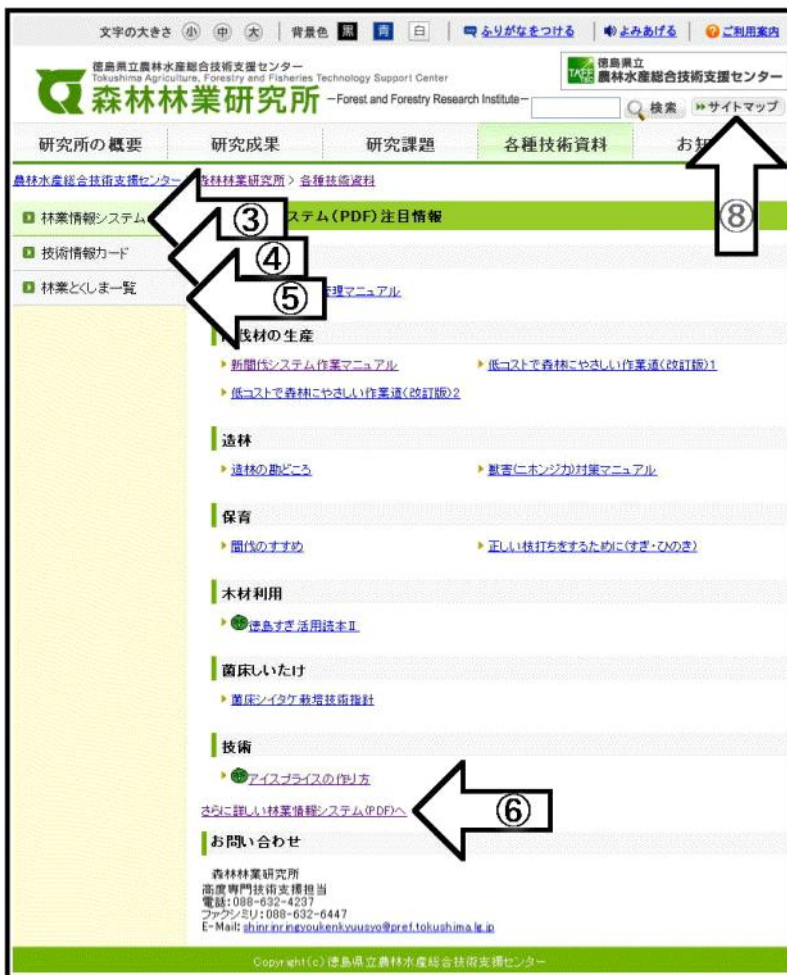 文字の大きさ 小 中 大 背景色 黒 青 白 ふりがなをつける よみあげる ご利用案内
徳島県立農林水産総合技術支援センター
Tokushima Agriculture, Forestry and Fisheries Technology Support Center
森林林業研究所 -Forest and Forestry Research Institute-
徳島県立
農林水産総合技術支援センター
検索 サイトマップ
研究所の概要 研究成果 研究課題 各種技術資料 お知
農林水産総合技術支援センター 森林林業研究所 > 各種技術資料
林業情報システム ③ ステム(PDF)注目情報 ⑧
技術情報カード ④
林業とくしま一覧 ⑤ 管理マニュアル
伐材の生産
新間伐システム作業マニュアル 低コストで森林にやさしい作業道(改訂版)1
低コストで森林にやさしい作業道(改訂版)2
造林
造林の勘どころ 獣害(ニホンジカ)対策マニュアル
保育
間伐のすすめ 正しい枝打ちをするために(すぎ・ひのき)
木材利用
徳島すぎ活用読本Ⅱ
菌床しいたけ
菌床シイタケ栽培技術指針
技術
アイスプライスの作り方
さらに詳しい林業情報システム(PDF)へ ⑥
お問い合わせ
森林林業研究所
高度専門技術支援担当
電話:088-632-4237
ファクシミリ:088-632-6447
E-Mail: shinrinringyoukenkyuusyo@pref.tokushima.lg.jp
Copyright(c)徳島県立農林水産総合技術支援センター